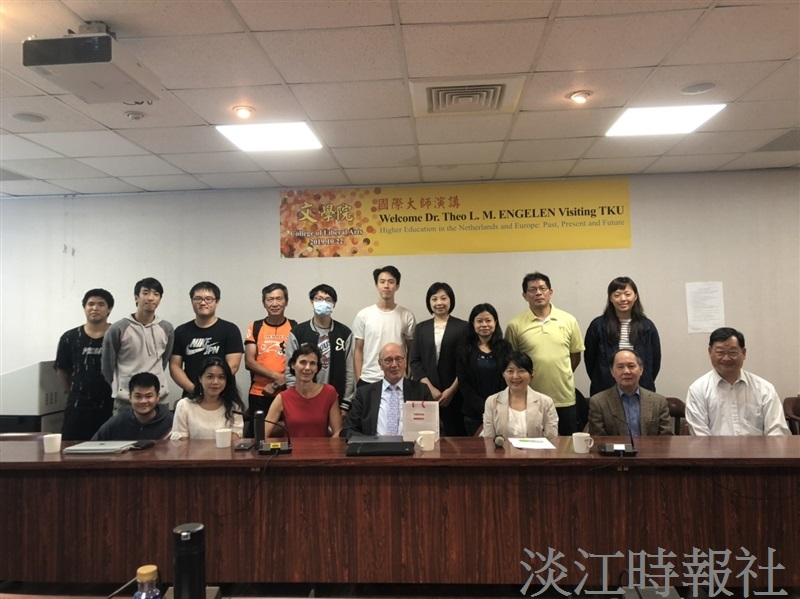 文學院
College of Liberal Arts
2019.10.22
國際大師演講
Welcome Dr. Theo L. M. ENGELEN Visiting TKU
Higher Education in the Netherlands and Europe: Past, Present and Future
NIKE
JPN
淡江時報社